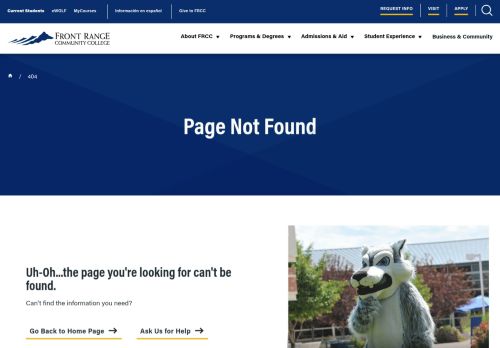 Current Students eWOLF MyCourses Información en español Give to FRCC REQUEST INFO VISIT APPLY
FRONT RANGE
COMMUNITY COLLEGE
About FRCC Programs & Degrees Admissions & Aid Student Experience Business & Community
/ 404
Page Not Found
Uh-Oh...the page you're looking for can't be
found.
Can't find the information you need?
Go Back to Home Page → Ask Us for Help →